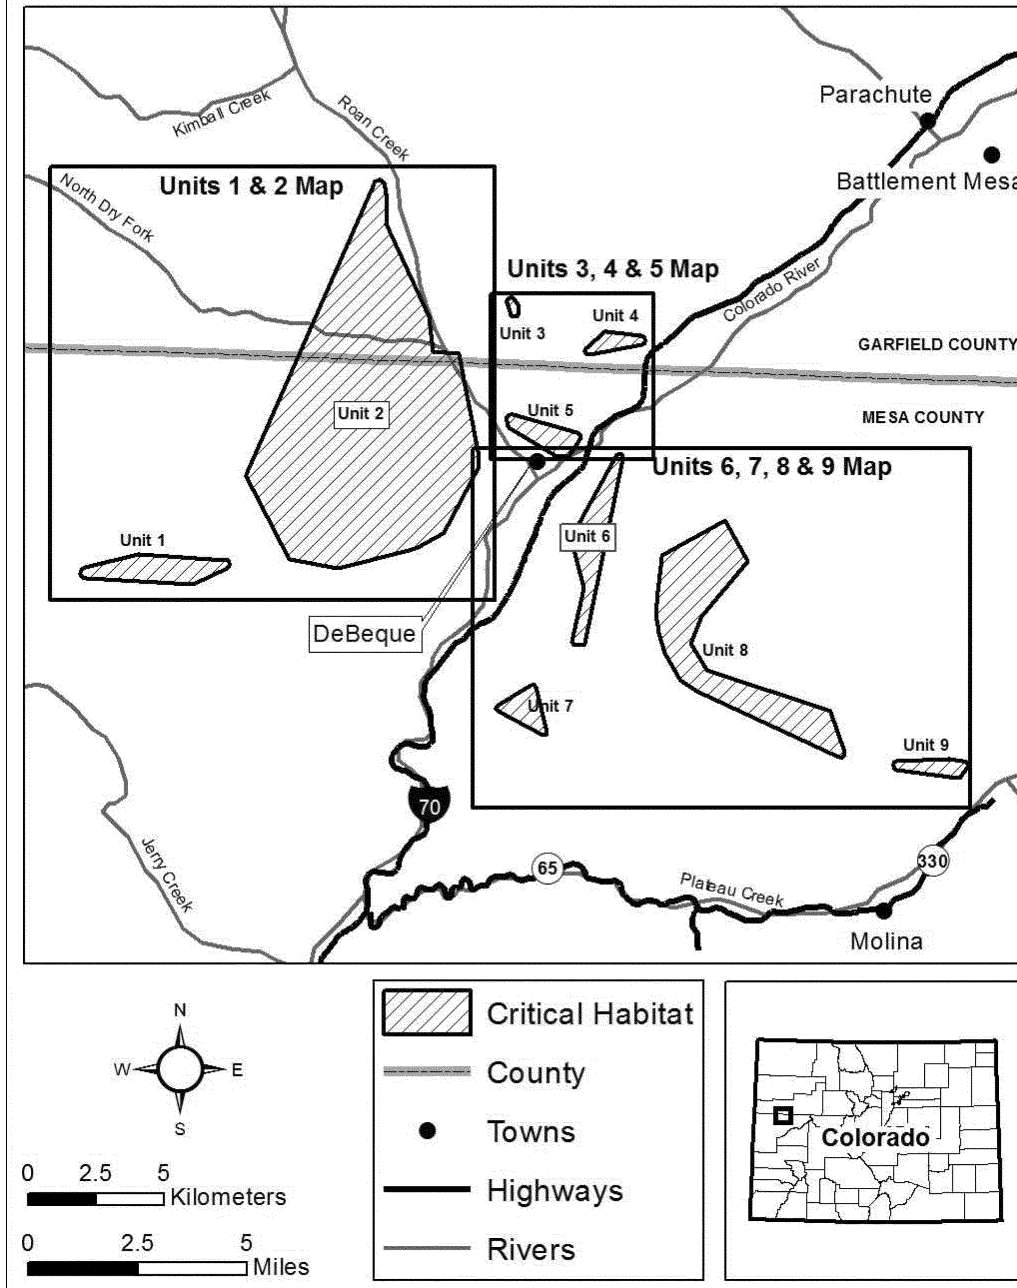 Parachute
Battlement Mesa
Kimball Creek
Roan Creek
Units 1 & 2 Map
North Dry Fork
Units 3, 4 & 5 Map
Colorado River
Unit 3
Unit 4
GARFIELD COUNTY
MESA COUNTY
Unit 2
Unit 5
Units 6, 7, 8 & 9 Map
Unit 1
Unit 6
DeBeque
Unit 8
Unit 7
Unit 9
70
Jerry Creek
65
330
Plateau Creek
Molina
N
W
E
S
0 2.5 5
Kilometers
0 2.5 5
Miles
Critical Habitat
County
Towns
Highways
Rivers
Colorado